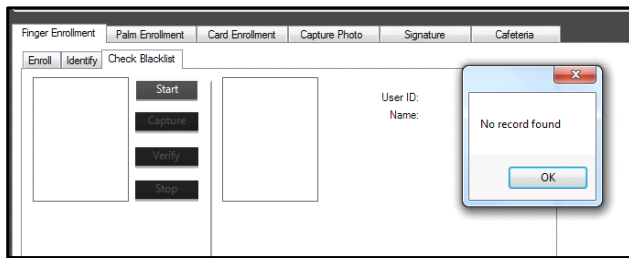 Finger Enrollment Palm Enrollment Card Enrollment Capture Photo Signature Cafeteria
Enroll Identify Check Blacklist
Start
Capture
Verify
Stop
User ID:
Name:
No record found
OK